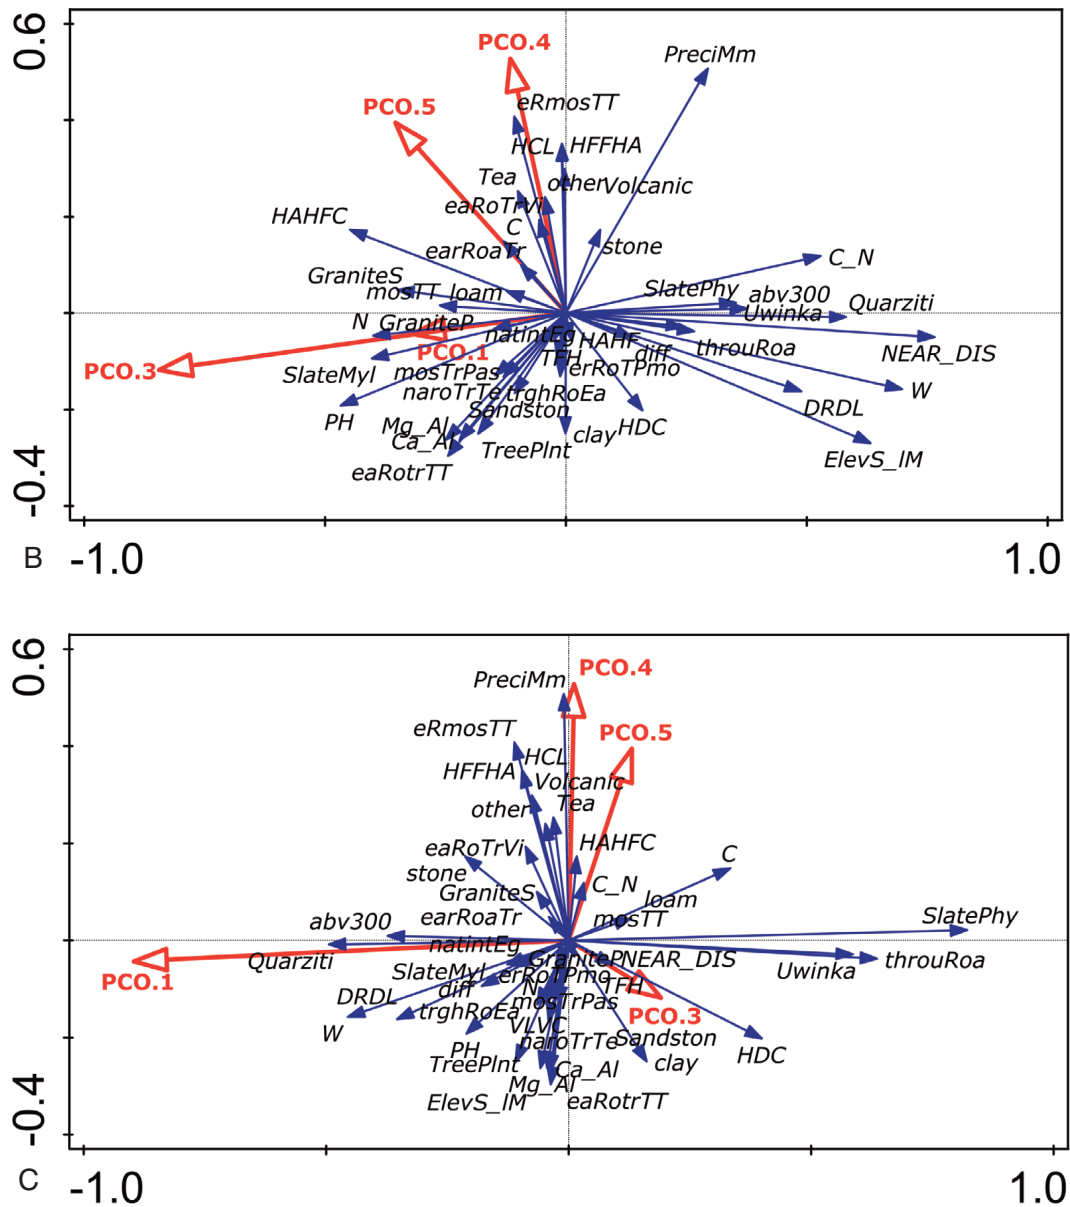 0.6
PCO.4
PreciMm
PCO.5
eRmosTT
HCL
HFFHA
Tea
other
Volcanic
eaRoTrVi
HAHFC
C
stone
earRoaTr
C_N
GraniteS
mosTT
loam
SlatePhy
abv300
Quarziti
Uwinka
N
GraniteP
natintEg
HAHF
PCO.1
TFH
diff
throuRoa
NEAR_DIS
PCO.3
SlateMyl
mosTrPas
erRoTPmo
naroTrTe
trghRoEa
W
Sandston
DRDL
PH
Mg_Al
Ca_Al
clay
HDC
TreePlnt
ElevS_lM
eaRotrTT
-0.4
B
-1.0
1.0
0.6
PCO.4
PreciMm
eRmosTT
PCO.5
HCL
HFFHA
Volcanic
other
Tea
eaRoTrVi
HAHFC
C
stone
GraniteS
C_N
loam
earRoaTr
mosTT
SlatePhy
abv300
natintEg
Quarziti
GraniteP
NEAR_DIS
Uwinka
throuRoa
PCO.1
SlateMyl
erRoTPmo
diff
N
TFH
DRDL
trghRoEa
mosTrPas
PCO.3
W
VLVC
naroTrTe
Sandston
PH
HDC
TreePlnt
clay
Ca_Al
Mg_Al
ElevS_lM
eaRotrTT
-0.4
C
-1.0
1.0